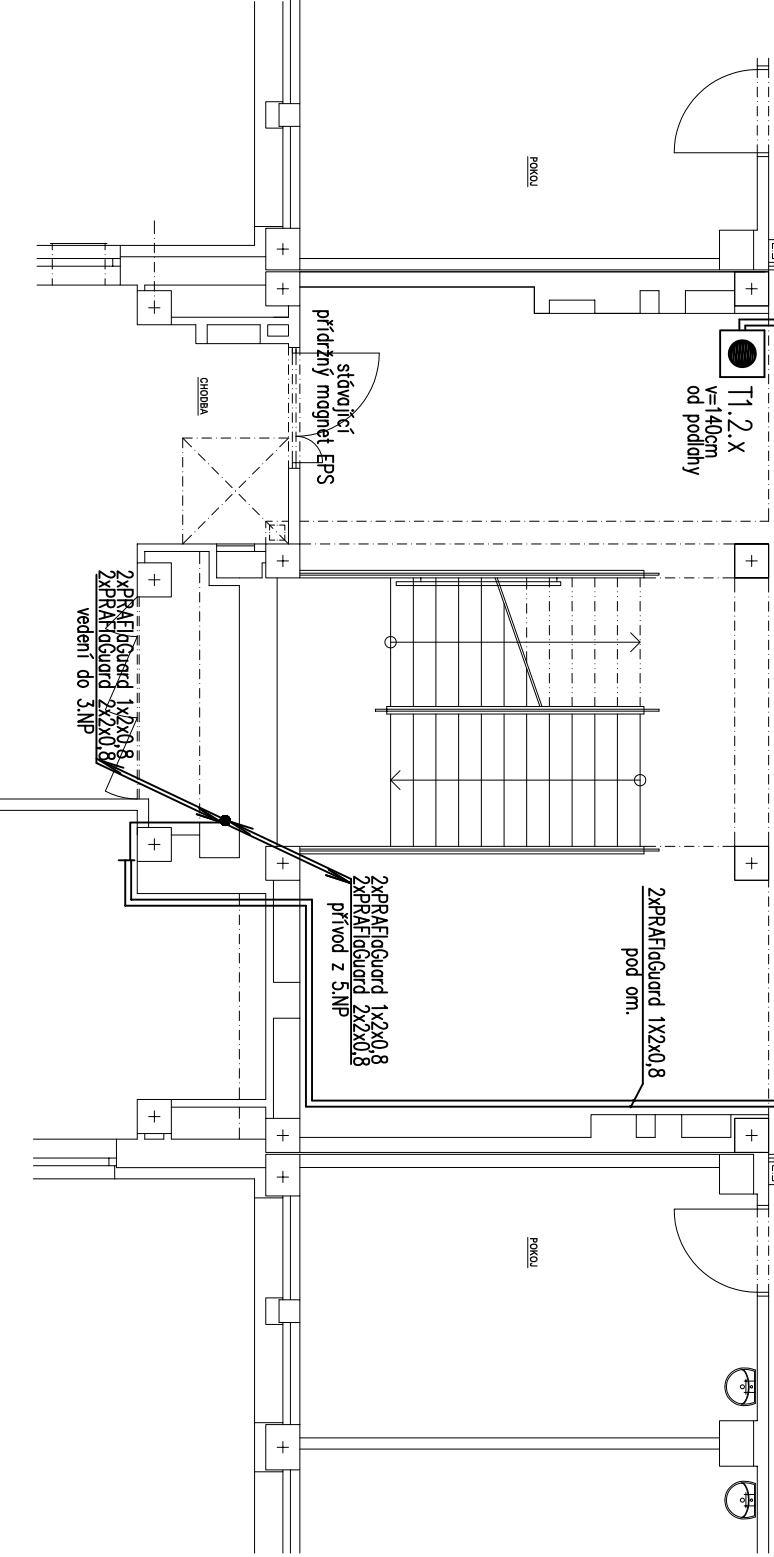 POKOJ
T1.2.x
v=140cm
od podlahy
stávající
přídržný magnet EPS
CHODBA
2xPRAFlaGuard 1x2x0,8
2xPRAFlaGuard 2x2x0,8
vedení do 3.NP
2xPRAFlaGuard 1x2x0,8
2xPRAFlaGuard 2x2x0,8
přívod z 5.NP
2xPRAFlaGuard 1X2x0,8
pod om.
POKOJ